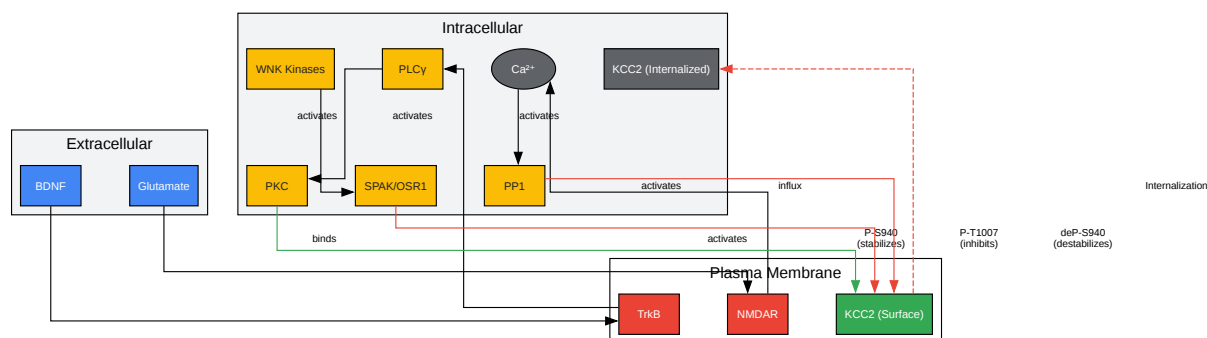 Intracellular
WNK Kinases
PLCγ
Ca²⁺
KCC2 (Internalized)
activates
activates
activates
Extracellular
BDNF
Glutamate
PKC
SPAK/OSR1
PP1
activates
influx
Internalization
binds
activates
P-S940
(stabilizes)
P-T1007
(inhibits)
deP-S940
(destabilizes)
Plasma Membrane
TrkB
NMDAR
KCC2 (Surface)